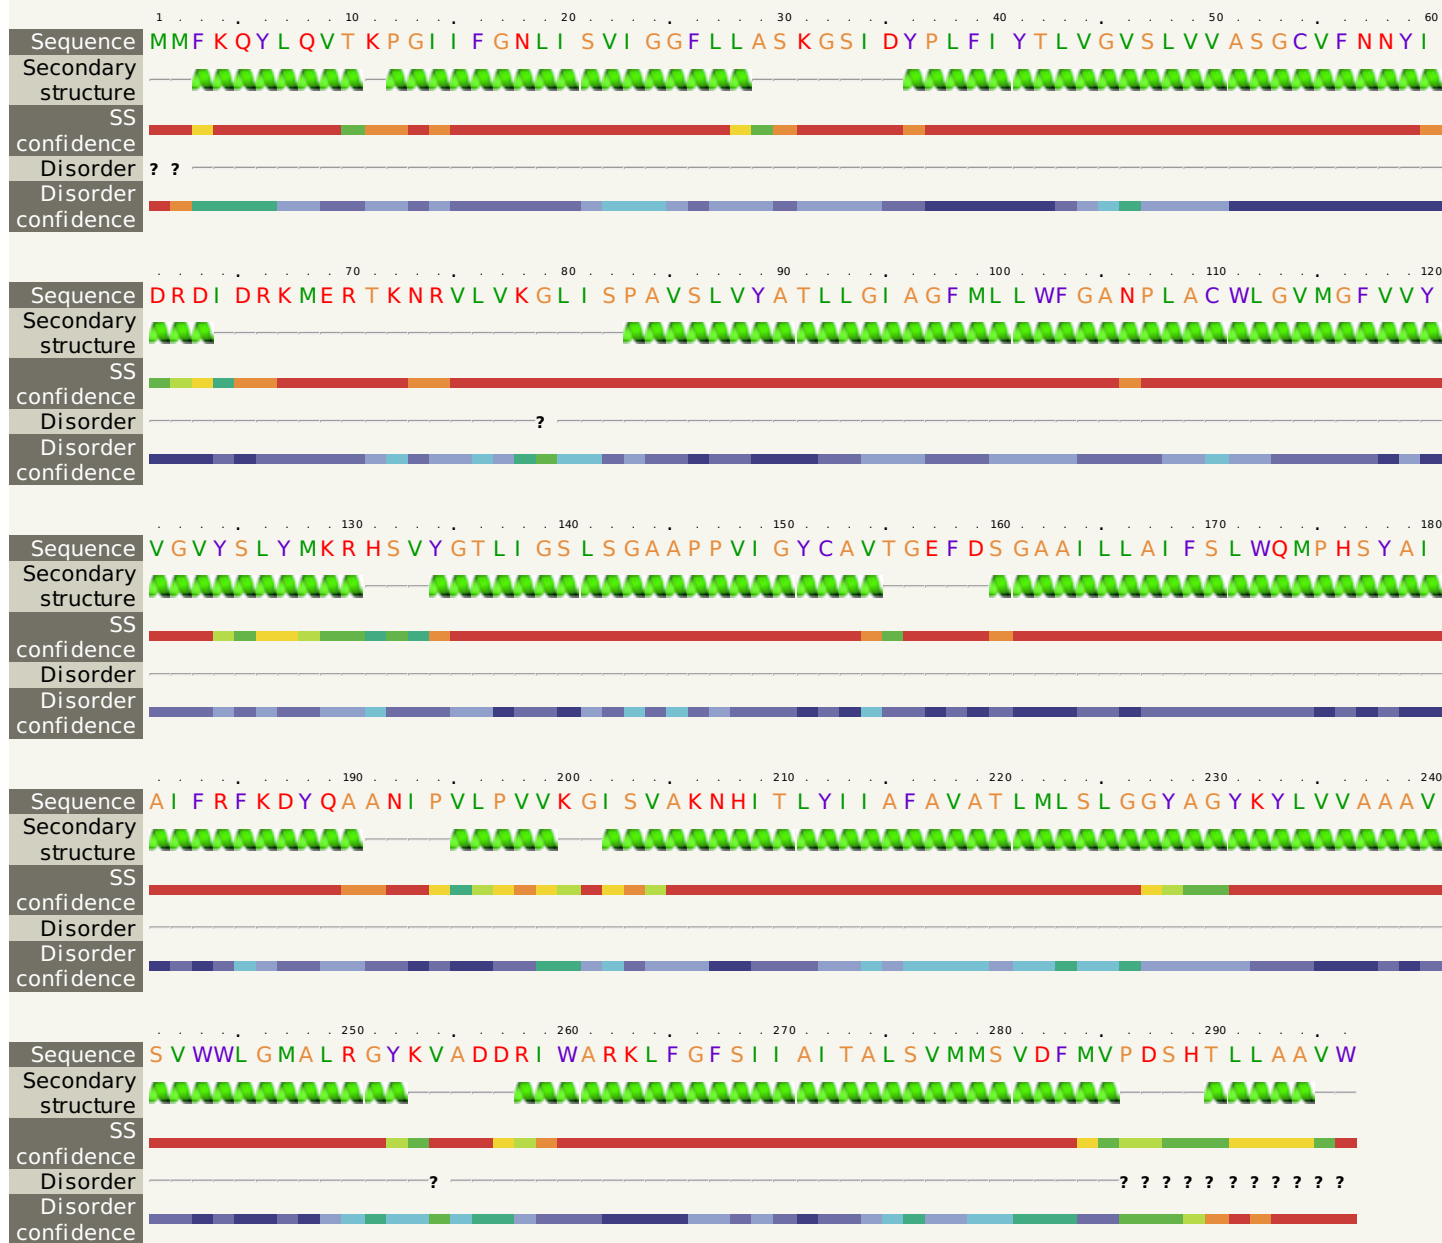 1 10 20 30 40 50 60
Sequence MMFKQYLQVTKPGIIFGNLISVIGGFLLASKGSIDYPLFIYTLVGVSLVVASGCVFNNYI
Secondary
structure
SS
confidence
Disorder ? ?
Disorder
confidence
70 80 90 100 110 120
Sequence DRDIDRKMERTKNRVLVKGLISPAVSLVYATLLGIAGFMLLWFGANPLACWLGVMGFVVY
Secondary
structure
SS
confidence
Disorder ?
Disorder
confidence
130 140 150 160 170 180
Sequence VGVYSLYMKRHSVYGTLIGSLSGAAPPVIGYCAVTGEFDSGAAILLAIFSLWQMPHSYAI
Secondary
structure
SS
confidence
Disorder
Disorder
confidence
190 200 210 220 230 240
Sequence AIFRFKDYQAANIPVLPVVKGISVAKNHITLYIIAFAVATLMLSLGGYAGYKYLVVAAAV
Secondary
structure
SS
confidence
Disorder
Disorder
confidence
250 260 270 280 290
Sequence SVWWLGMALRGYKVADDRIWARKLFGFSIIAITALSVMMSVDFMVPDSHTLLAAVW
Secondary
structure
SS
confidence
Disorder ? ? ? ? ? ? ? ? ? ? ? ?
Disorder
confidence